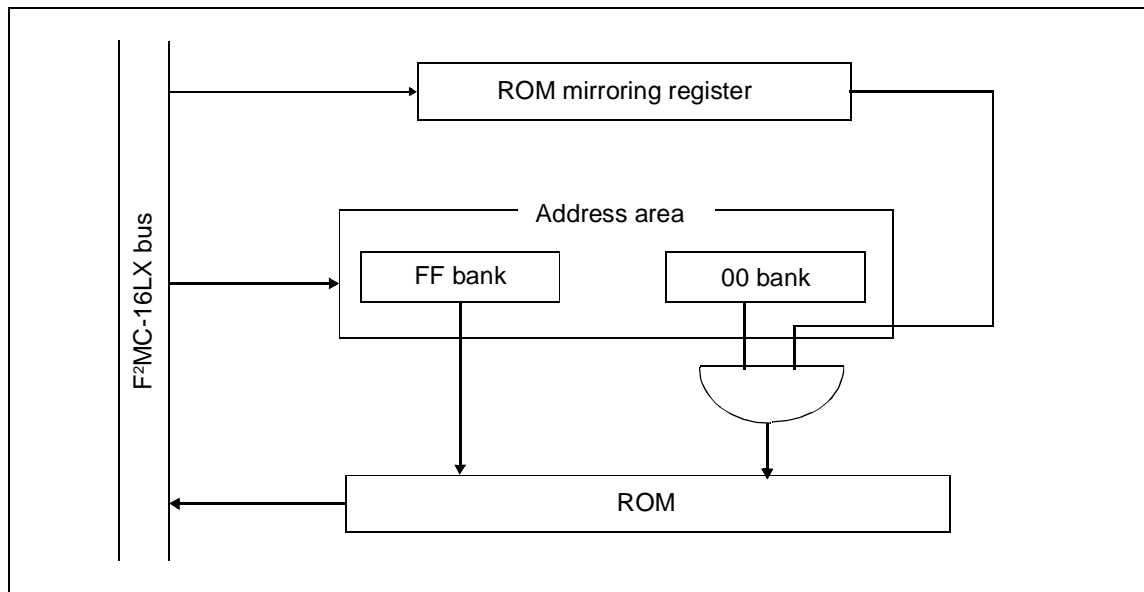 ROM mirroring register
Address area
FF bank
00 bank
F²MC-16LX bus
ROM